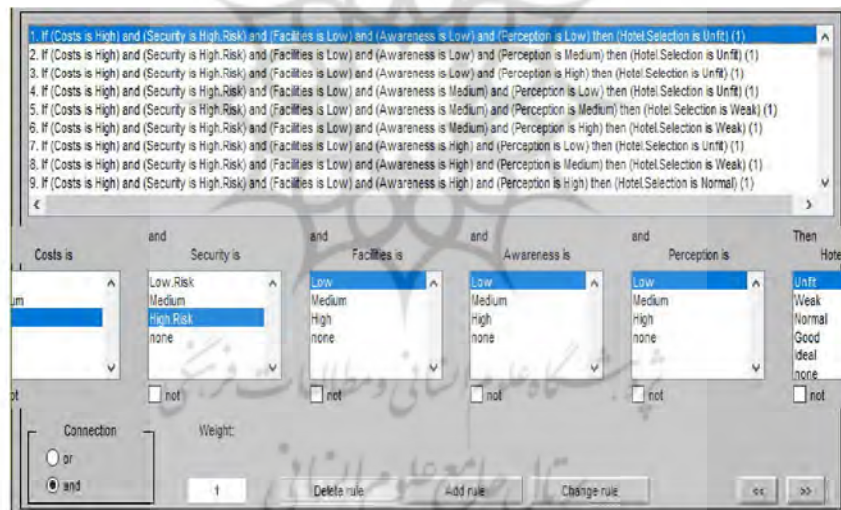 1. If (Costs is High) and (Security is High.Risk) and (Facilities is Low) and (Awareness is Low) and (Perception is Low) then (Hotel.Selection is Unfit) (1)
2. If (Costs is High) and (Security is High.Risk) and (Facilities is Low) and (Awareness is Low) and (Perception is Medium) then (Hotel.Selection is Unfit) (1)
3. If (Costs is High) and (Security is High.Risk) and (Facilities is Low) and (Awareness is Low) and (Perception is High) then (Hotel.Selection is Unfit) (1)
4. If (Costs is High) and (Security is High.Risk) and (Facilities is Low) and (Awareness is Medium) and (Perception is Low) then (Hotel.Selection is Unfit) (1)
5. If (Costs is High) and (Security is High.Risk) and (Facilities is Low) and (Awareness is Medium) and (Perception is Medium) then (Hotel.Selection is Weak) (1)
6. If (Costs is High) and (Security is High.Risk) and (Facilities is Low) and (Awareness is Medium) and (Perception is High) then (Hotel.Selection is Weak) (1)
7. If (Costs is High) and (Security is High.Risk) and (Facilities is Low) and (Awareness is High) and (Perception is Low) then (Hotel.Selection is Unfit) (1)
8. If (Costs is High) and (Security is High.Risk) and (Facilities is Low) and (Awareness is High) and (Perception is Medium) then (Hotel.Selection is Weak) (1)
9. If (Costs is High) and (Security is High.Risk) and (Facilities is Low) and (Awareness is High) and (Perception is High) then (Hotel.Selection is Normal) (1)
and and and and Then
Costs is Security is Facilities is Awareness is Perception is Hote
Low.Risk Low Low Low Unfit
um Medium Medium Medium Medium Weak
High.Risk High High High Normal
none none none none Good
Ideal
none
ot not not not not not
پژوهشگاه علوم انسانی و مطالعات فرهنگی
Connection Weight:
or
and 1 Delete rule Add rule Change rule << >>
پرتال جامع علوم انسانی